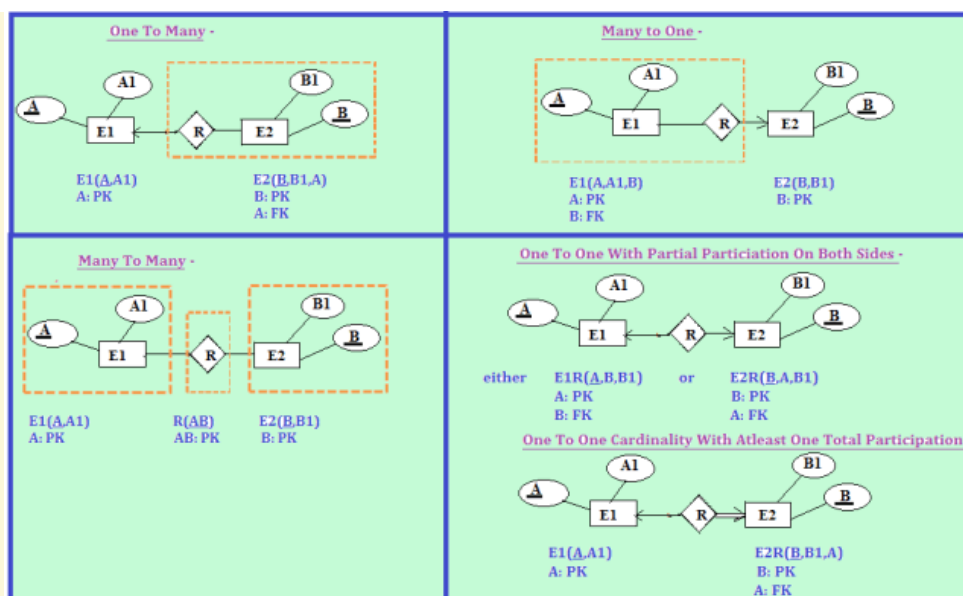 One To Many -
A1
A
E1
R
B1
E2
B
E1(A,A1)
A: PK
E2(B,B1,A)
B: PK
A: FK
Many to One -
A1
A
E1
R
B1
E2
B
E1(A,A1,B)
A: PK
B: FK
E2(B,B1)
B: PK
Many To Many -
A1
A
E1
R
B1
E2
B
E1(A,A1)
A: PK
R(AB)
AB: PK
E2(B,B1)
B: PK
One To One With Partial Particiation On Both Sides -
A1
A
E1
R
B1
E2
B
either E1R(A,B,B1) or E2R(B,A,B1)
A: PK
B: FK
B: PK
A: FK
One To One Cardinality With Atleast One Total Participation
A1
A
E1
R
B1
E2
B
E1(A,A1)
A: PK
E2R(B,B1,A)
B: PK
A: FK